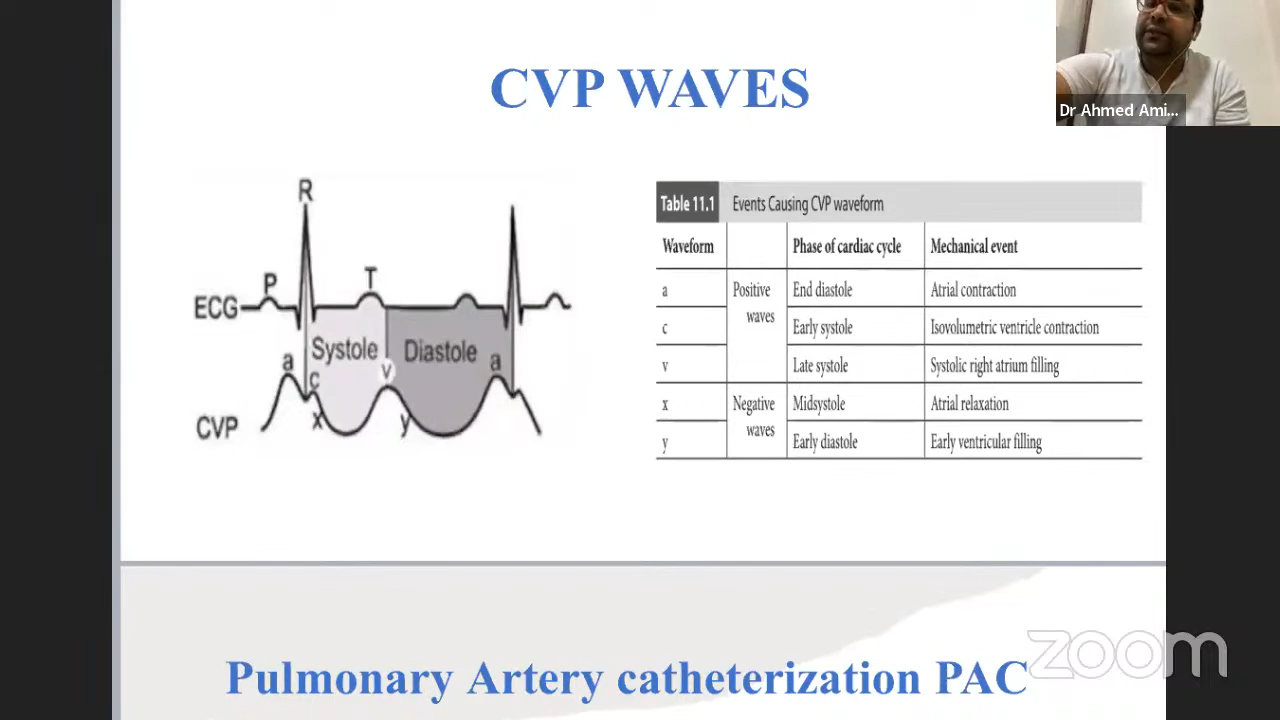 CVP WAVES
Dr Ahmed Ami...
R
P
T
ECG
Systole
Diastole
a
c
v
a
x
y
CVP
Table 11.1 Events Causing CVP waveform
Waveform Phase of cardiac cycle Mechanical event
a Positive waves End diastole Atrial contraction
c Early systole Isovolumetric ventricle contraction
v Late systole Systolic right atrium filling
x Negative waves Midsystole Atrial relaxation
y Early diastole Early ventricular filling
zoom
Pulmonary Artery catheterization PAC